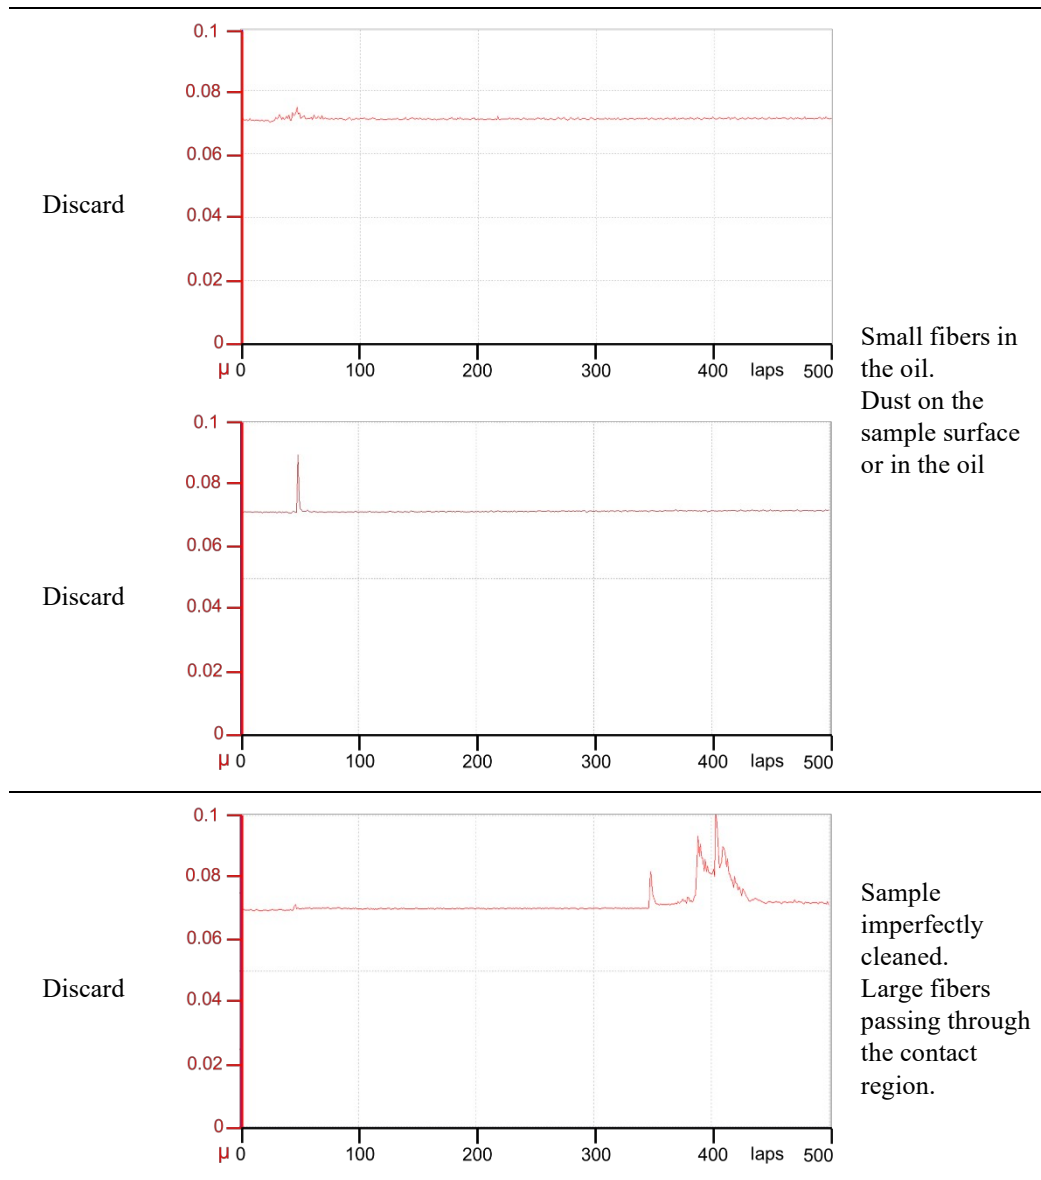 0.1
0.08
0.06
Discard
0.04
0.02
0
μ 0 100 200 300 400 laps 500
Small fibers in
the oil.
Dust on the
sample surface
or in the oil
0.1
0.08
0.06
Discard
0.04
0.02
0
μ 0 100 200 300 400 laps 500
0.1
0.08
0.06
Discard
0.04
0.02
0
μ 0 100 200 300 400 laps 500
Sample
imperfectly
cleaned.
Large fibers
passing through
the contact
region.